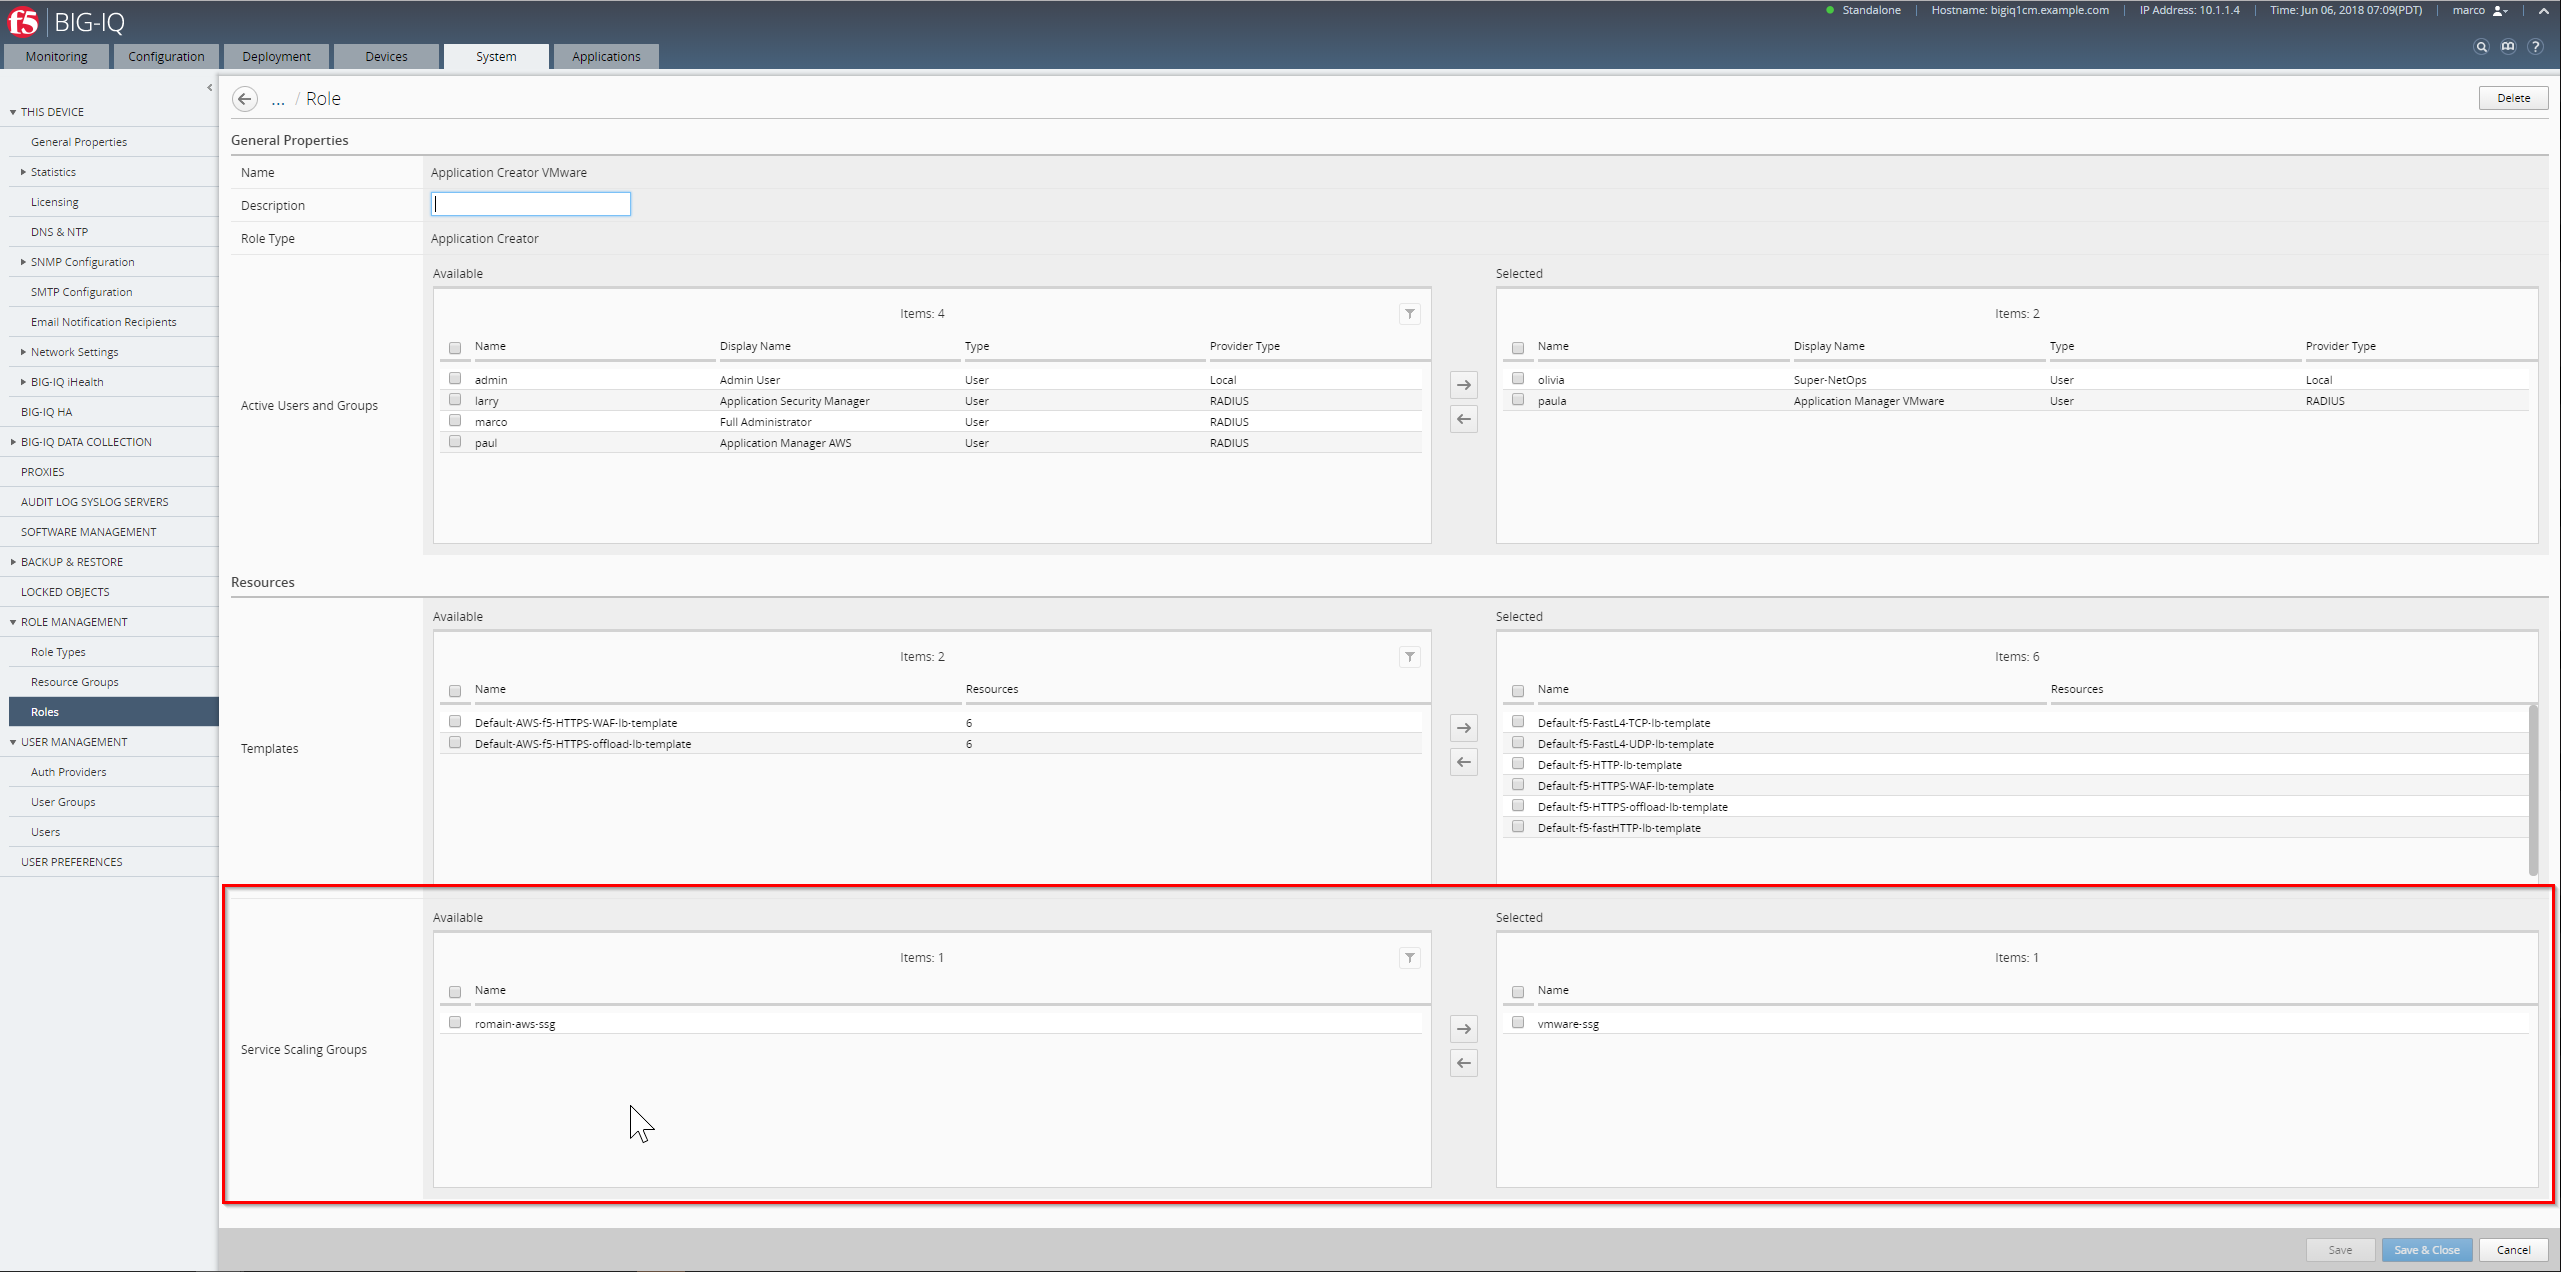 f5 BIG-IQ
Standalone Hostname: bigiq1cm.example.com IP Address: 10.1.1.4 Time: Jun 06, 2018 07:09(PDT) marco
Monitoring Configuration Deployment Devices System Applications
THIS DEVICE
General Properties
Statistics
Licensing
DNS & NTP
SNMP Configuration
SMTP Configuration
Email Notification Recipients
Network Settings
BIG-IQ iHealth
BIG-IQ HA
BIG-IQ DATA COLLECTION
PROXIES
AUDIT LOG SYSLOG SERVERS
SOFTWARE MANAGEMENT
BACKUP & RESTORE
LOCKED OBJECTS
ROLE MANAGEMENT
Role Types
Resource Groups
Roles
USER MANAGEMENT
Auth Providers
User Groups
Users
USER PREFERENCES
... / Role
Delete
General Properties
Name Application Creator VMware
Description
Role Type Application Creator
Active Users and Groups
Available
Items: 4
Name Display Name Type Provider Type
admin Admin User User Local
larry Application Security Manager User RADIUS
marco Full Administrator User RADIUS
paul Application Manager AWS User RADIUS
Selected
Items: 2
Name Display Name Type Provider Type
olivia Super-NetOps User Local
paula Application Manager VMware User RADIUS
Resources
Templates
Available
Items: 2
Name Resources
Default-AWS-f5-HTTPS-WAF-lb-template 6
Default-AWS-f5-HTTPS-offload-lb-template 6
Selected
Items: 6
Name Resources
Default-f5-FastL4-TCP-lb-template
Default-f5-FastL4-UDP-lb-template
Default-f5-HTTP-lb-template
Default-f5-HTTPS-WAF-lb-template
Default-f5-HTTPS-offload-lb-template
Default-f5-fastHTTP-lb-template
Service Scaling Groups
Available
Items: 1
Name
romain-aws-ssg
Selected
Items: 1
Name
vmware-ssg
Save Save & Close Cancel